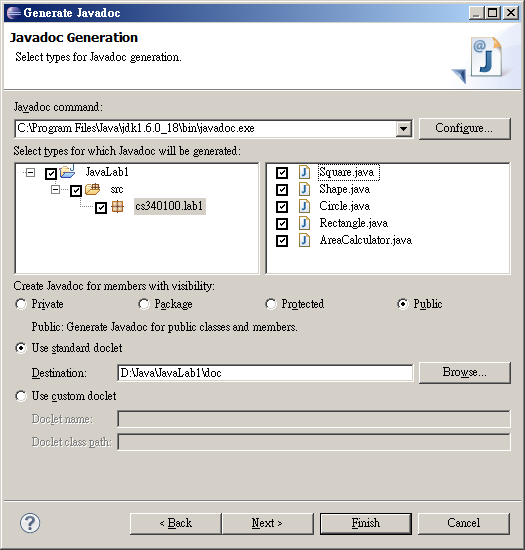 Generate Javadoc
Javadoc Generation
Select types for Javadoc generation.
@
J
Javadoc command:
C:\Program Files\Java\jdk1.6.0_18\bin\javadoc.exe
Configure...
Select types for which Javadoc will be generated:
JavaLab1
src
cs340100.lab1
Square.java
Shape.java
Circle.java
Rectangle.java
AreaCalculator.java
Create Javadoc for members with visibility:
Private Package Protected Public
Public: Generate Javadoc for public classes and members.
Use standard doclet
Destination: D:\Java\JavaLab1\doc Browse...
Use custom doclet
Doclet name:
Doclet class path:
? < Back Next > Finish Cancel